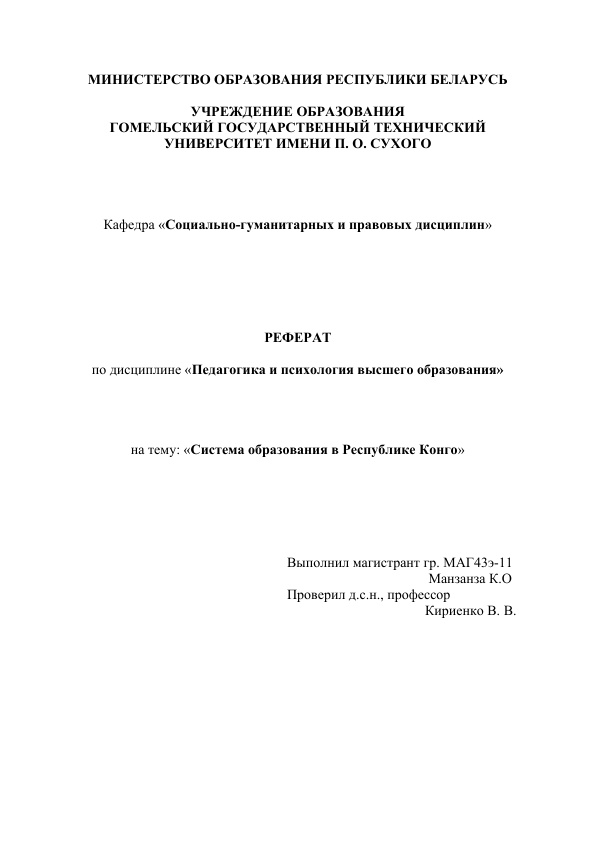 МИНИСТЕРСТВО ОБРАЗОВАНИЯ РЕСПУБЛИКИ БЕЛАРУСЬ
УЧРЕЖДЕНИЕ ОБРАЗОВАНИЯ
ГОМЕЛЬСКИЙ ГОСУДАРСТВЕННЫЙ ТЕХНИЧЕСКИЙ
УНИВЕРСИТЕТ ИМЕНИ П. О. СУХОГО
Кафедра «Социально-гуманитарных и правовых дисциплин»
РЕФЕРАТ
по дисциплине «Педагогика и психология высшего образования»
на тему: «Система образования в Республике Конго»
Выполнил магистрант гр. МАГ43э-11
Манзанза К.О
Проверил д.с.н., профессор
Кириенко В. В.